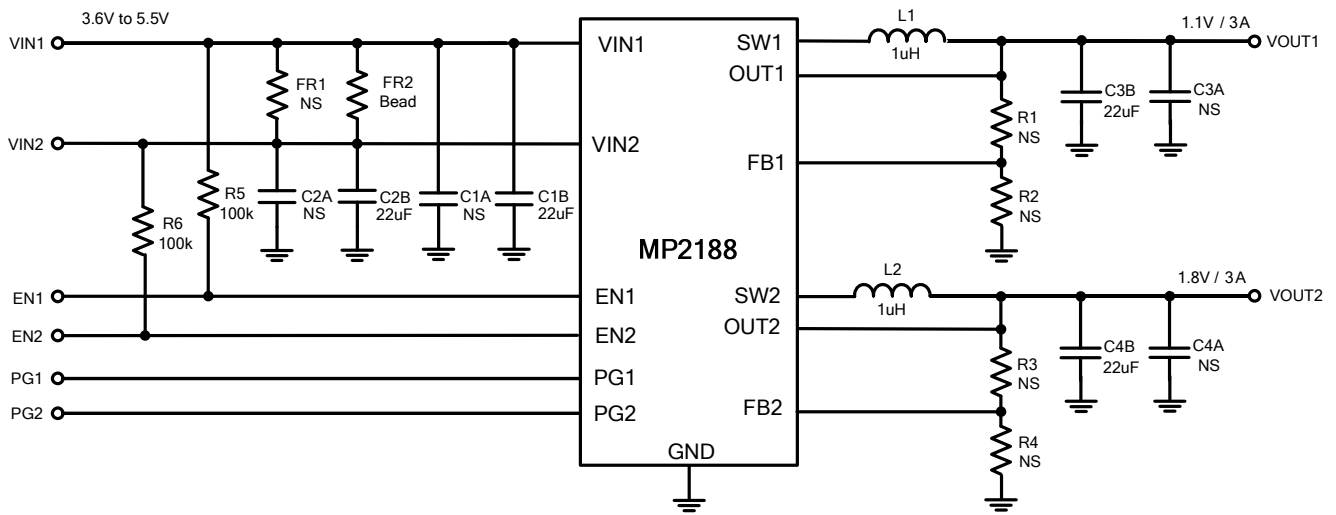 3.6V to 5.5V
VIN1
VIN2
EN1
EN2
PG1
PG2
R6
100k
R5
100k
FR1
NS
FR2
Bead
C2A
NS
C2B
22uF
C1A
NS
C1B
22uF
VIN1
VIN2
EN1
EN2
PG1
PG2
MP2188
GND
SW1
OUT1
FB1
SW2
OUT2
FB2
L1
1uH
1.1V / 3A
VOUT1
R1
NS
R2
NS
C3B
22uF
C3A
NS
L2
1uH
1.8V / 3A
VOUT2
R3
NS
R4
NS
C4B
22uF
C4A
NS